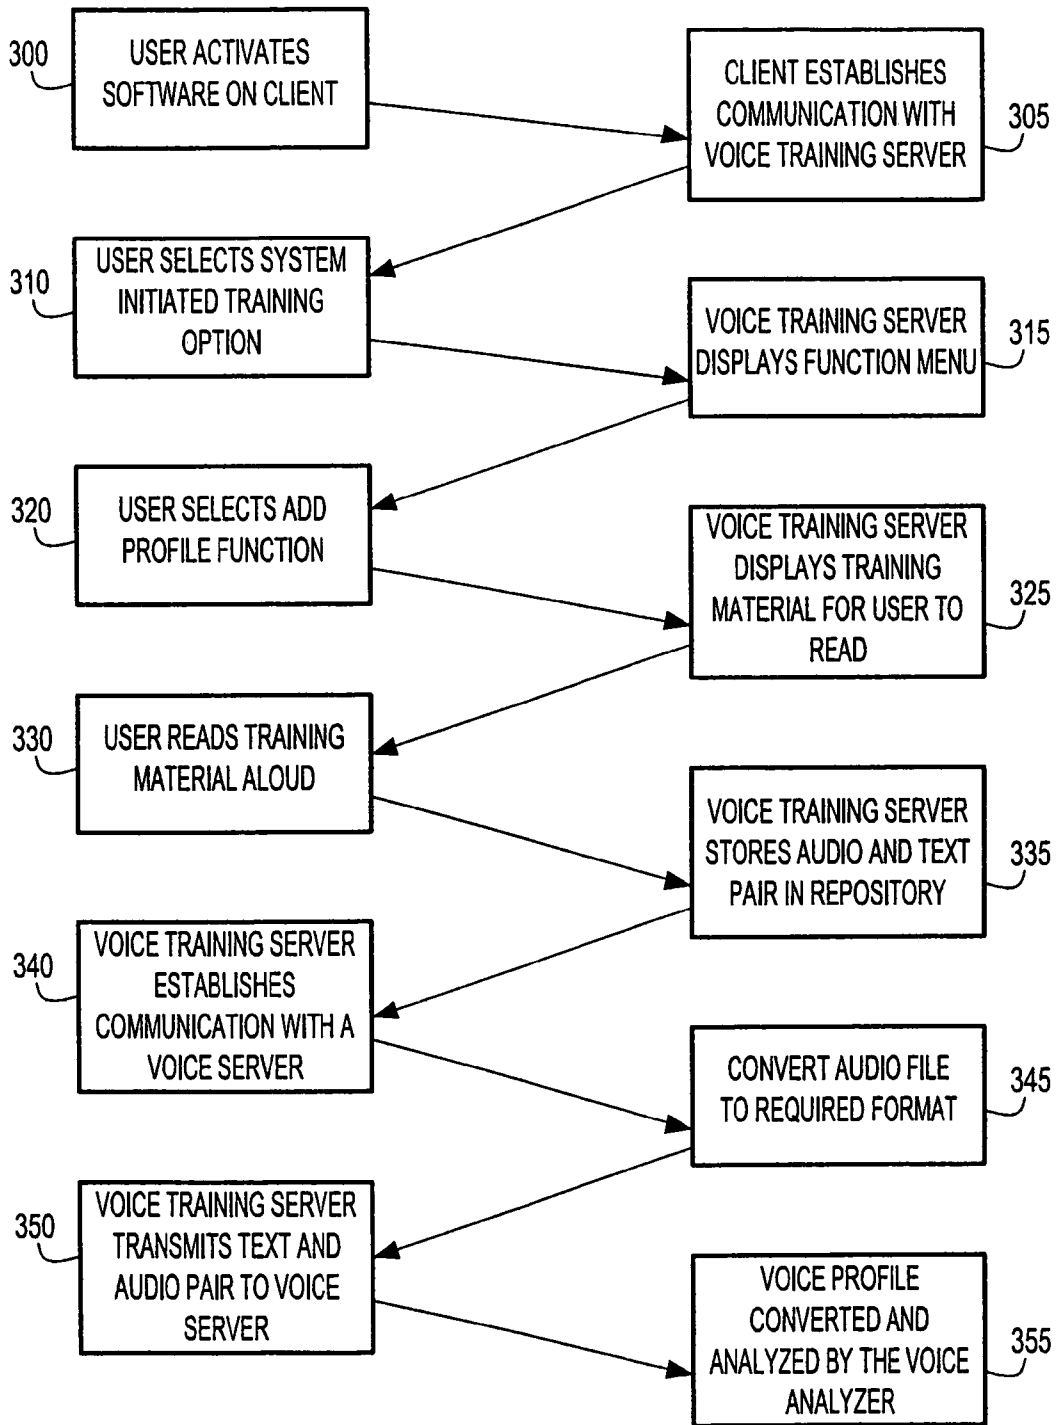 300
USER ACTIVATES
SOFTWARE ON CLIENT
CLIENT ESTABLISHES
COMMUNICATION WITH
VOICE TRAINING SERVER
305
310
USER SELECTS SYSTEM
INITIATED TRAINING
OPTION
VOICE TRAINING SERVER
DISPLAYS FUNCTION MENU
315
320
USER SELECTS ADD
PROFILE FUNCTION
VOICE TRAINING SERVER
DISPLAYS TRAINING
MATERIAL FOR USER TO
READ
325
330
USER READS TRAINING
MATERIAL ALOUD
VOICE TRAINING SERVER
STORES AUDIO AND TEXT
PAIR IN REPOSITORY
335
340
VOICE TRAINING SERVER
ESTABLISHES
COMMUNICATION WITH A
VOICE SERVER
CONVERT AUDIO FILE
TO REQUIRED FORMAT
345
350
VOICE TRAINING SERVER
TRANSMITS TEXT AND
AUDIO PAIR TO VOICE
SERVER
VOICE PROFILE
CONVERTED AND
ANALYZED BY THE VOICE
ANALYZER
355